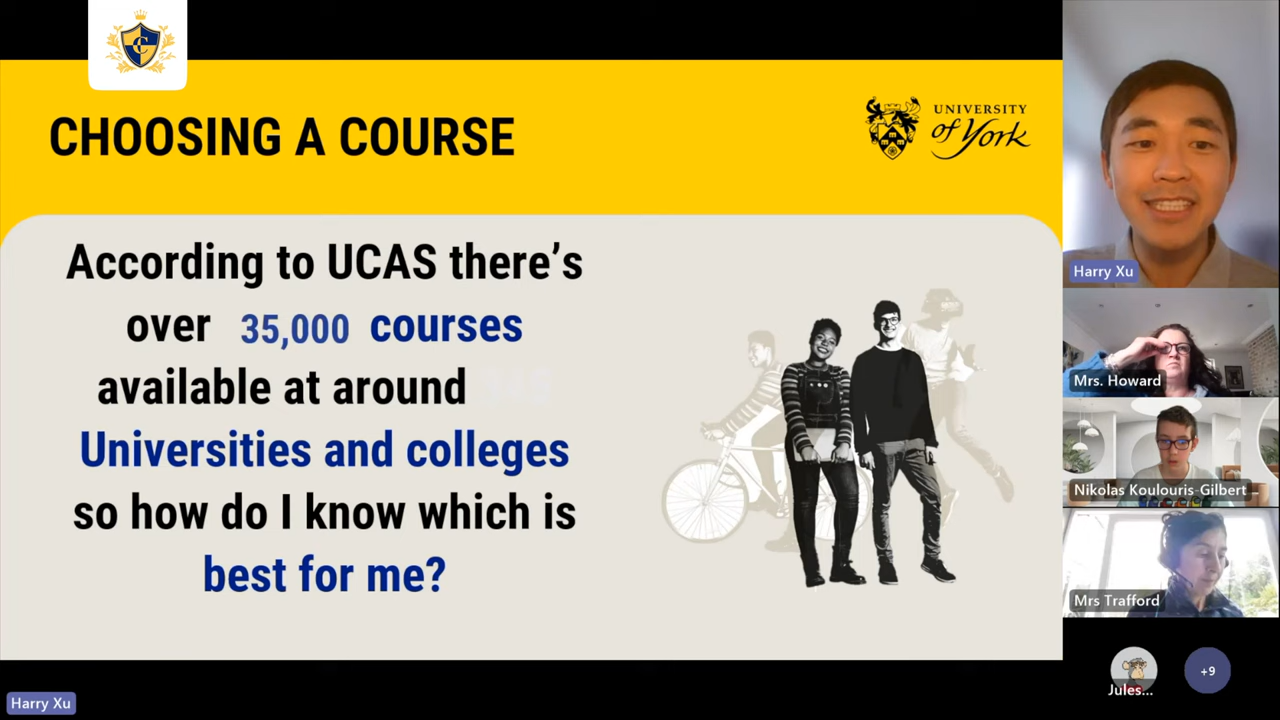 CHOOSING A COURSE
UNIVERSITY
of York
According to UCAS there's
over 35,000 courses
available at around
Universities and colleges
so how do I know which is
best for me?
Harry Xu
Mrs. Howard
Nikolas Koulouris-Gilbert
Mrs Trafford
Jules...
+9
Harry Xu